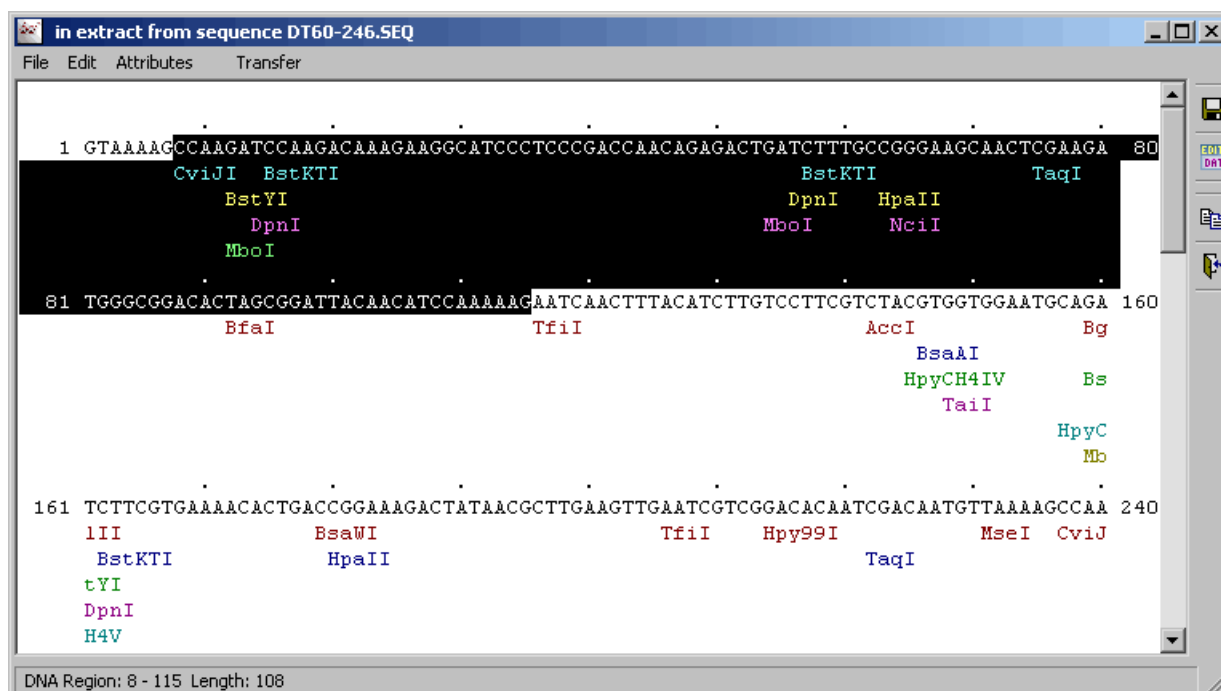 in extract from sequence DT60-246.SEQ
File Edit Attributes Transfer
1 GTAAAAGCCAAGATCCAAGACAAAGAAGGCATCCCTCCCGACCAACAGAGACTGATCTTTGCCGGGAAGCAACTCGAAGA 80
CviJI BstKTI BstKTI TaqI
BstYI DpnI HpaII
DpnI MboI NciI
MboI
81 TGGGCGGACACTAGCGGATTACAACATCCAAAAAGAATCAACTTTACATCTTGTCCTTCGTCTACGTGGTGGAATGCAGA 160
BfaI TfiI AccI Bg
BsaAI
HpyCH4IV Bs
TaiI
HpyC
Mb
161 TCTTCGTGAAAACACTGACCGGAAAGACTATAACGCTTGAAGTTGAATCGTCGGACACAATCGACAATGTTAAAAGCCAA 240
lII BsaWI TfiI Hpy99I MseI CviJ
BstKTI HpaII TaqI
tYI
DpnI
H4V
EDIT
DAT
DNA Region: 8 - 115 Length: 108